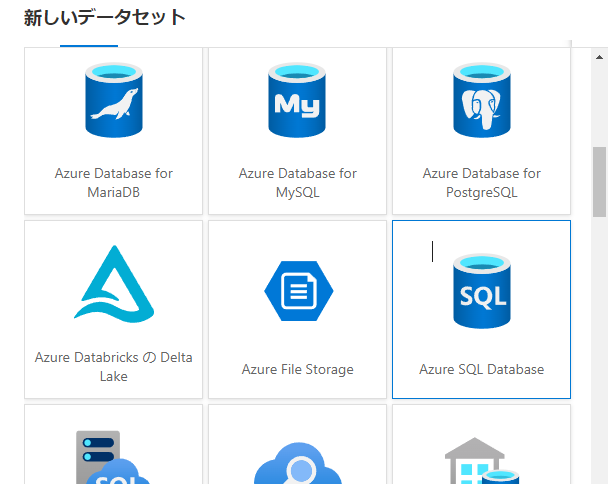 新しいデータセット
My
Azure Database for
MariaDB
Azure Database for
MySQL
Azure Database for
PostgreSQL
SQL
Azure Databricks の Delta
Lake
Azure File Storage
Azure SQL Database
SQL